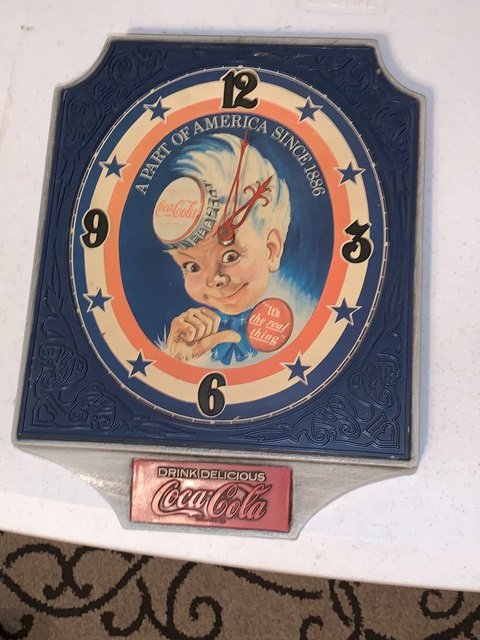 12
A PART OF AMERICA SINCE 1886
Coca-Cola
9
3
"It's
the real
thing"
6
DRINK DELICIOUS
Coca-Cola